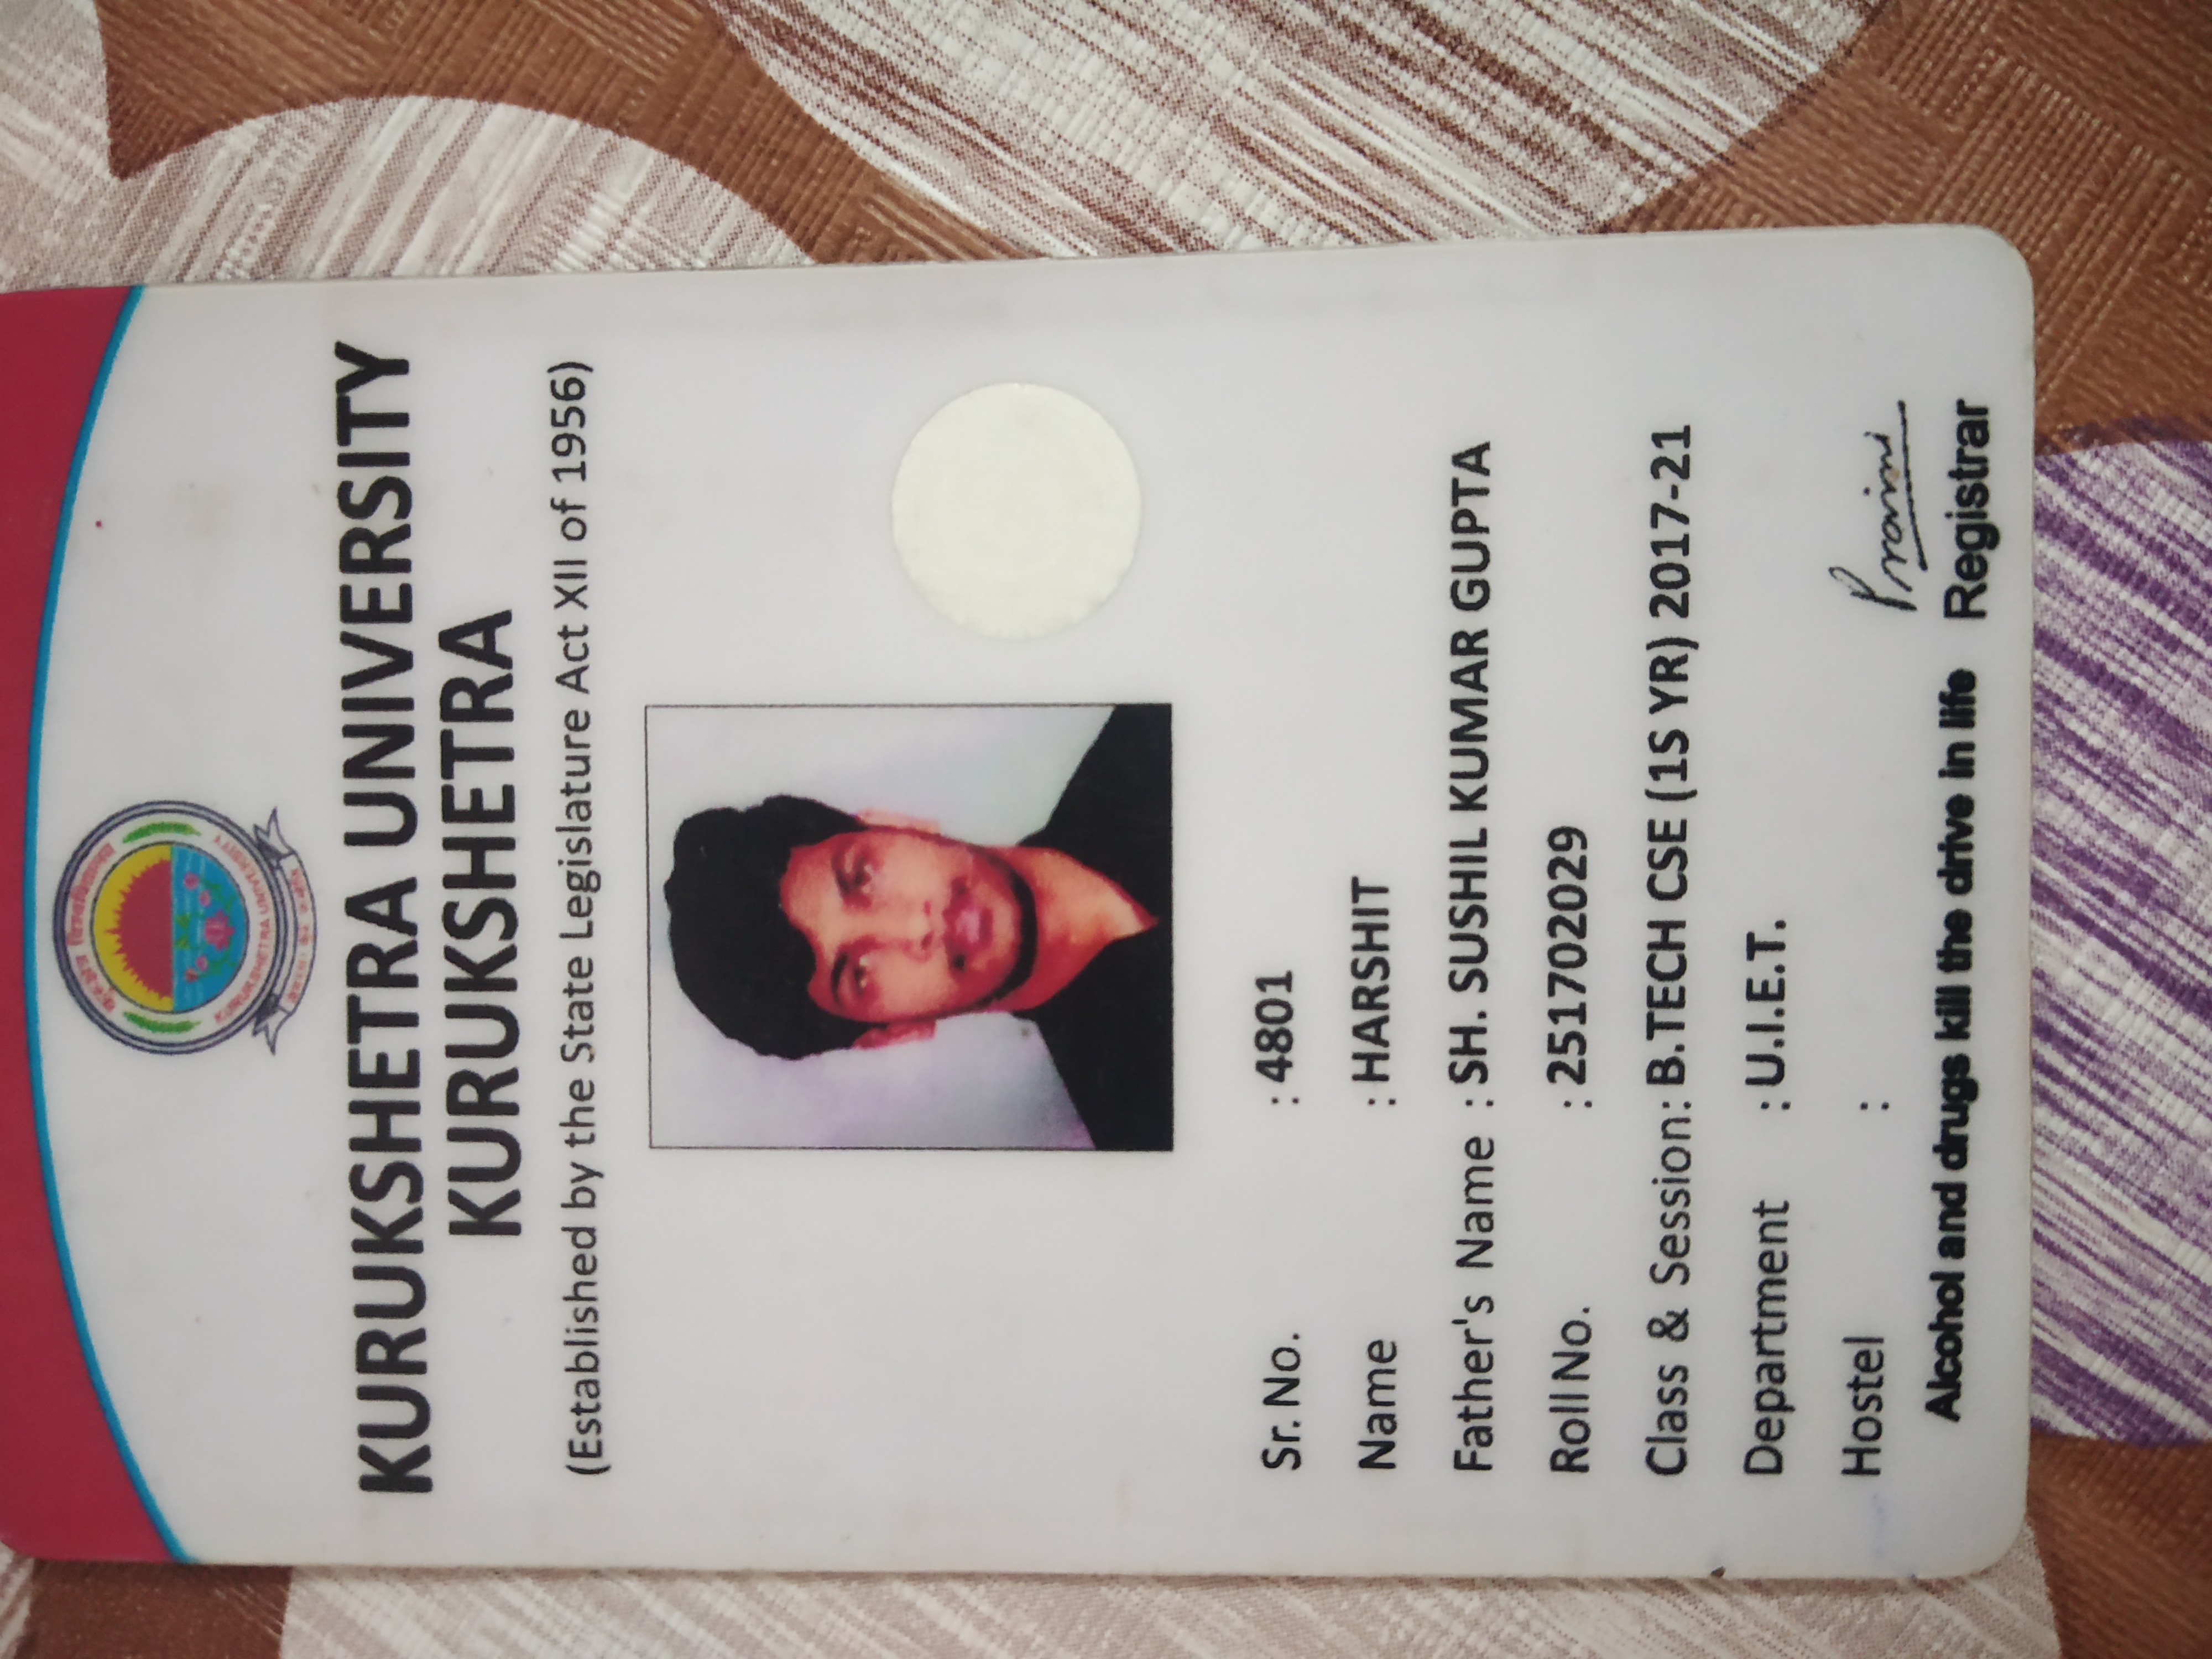 कुरुक्षेत्र विश्वविद्यालय
KURUKSHETRA UNIVERSITY
KURUKSHETRA UNIVERSITY
KURUKSHETRA
(Established by the State Legislature Act XII of 1956)
Sr. No. : 4801
Name : HARSHIT
Father's Name : SH. SUSHIL KUMAR GUPTA
Roll No. : 251702029
Class & Session: B.TECH CSE (1S YR) 2017-21
Department : U.I.E.T.
Hostel :
Alcohol and drugs kill the drive in life Registrar